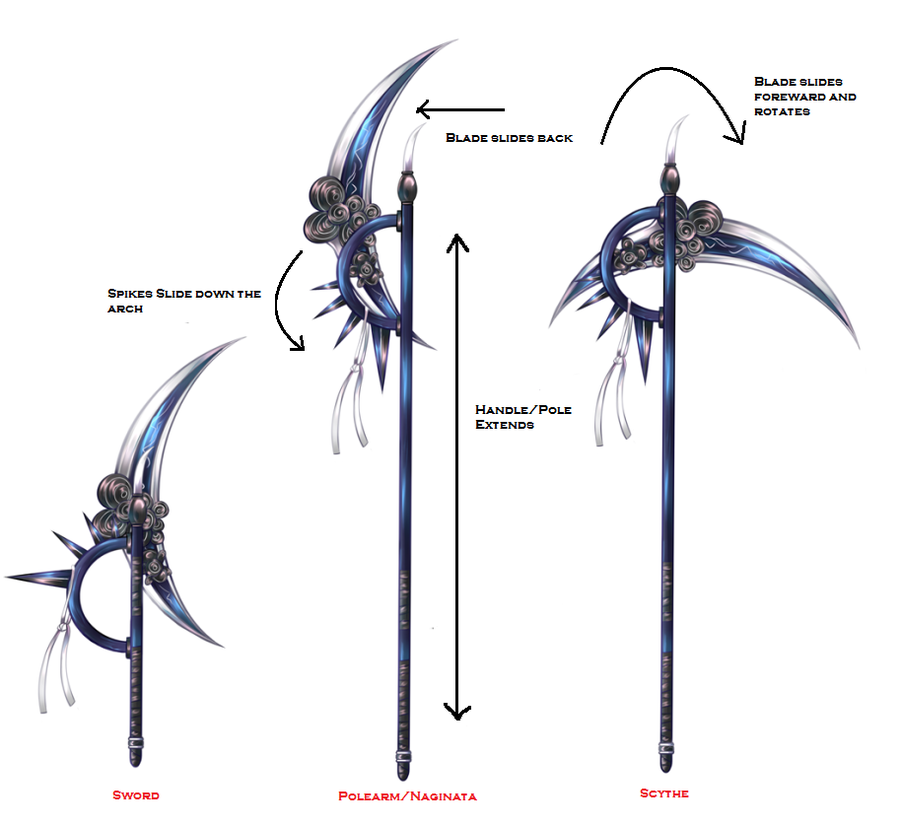 Blade slides
foreward and
rotates
Blade slides back
Spikes Slide down the
arch
Handle/Pole
Extends
Sword
Polearm/Naginata
Scythe